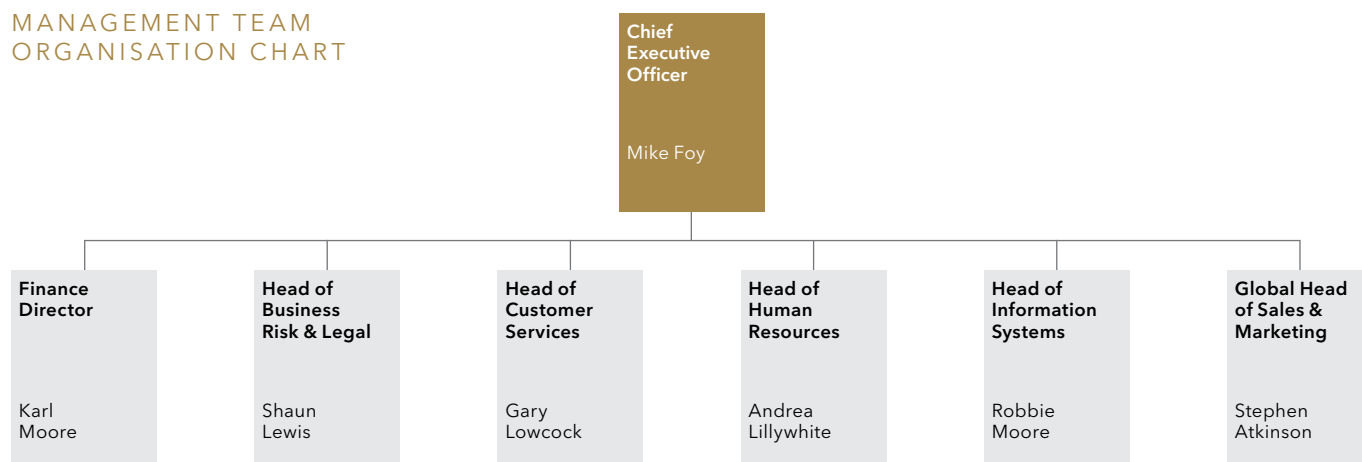 MANAGEMENT TEAM
ORGANISATION CHART
Chief
Executive
Officer
Mike Foy
Finance
Director
Karl
Moore
Head of
Business
Risk & Legal
Shaun
Lewis
Head of
Customer
Services
Gary
Lowcock
Head of
Human
Resources
Andrea
Lillywhite
Head of
Information
Systems
Robbie
Moore
Global Head
of Sales &
Marketing
Stephen
Atkinson